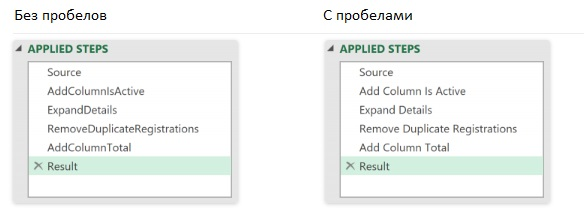 Без пробелов
APPLIED STEPS
Source
AddColumnIsActive
ExpandDetails
RemoveDuplicateRegistrations
AddColumnTotal
Result
С пробелами
APPLIED STEPS
Source
Add Column Is Active
Expand Details
Remove Duplicate Registrations
Add Column Total
Result